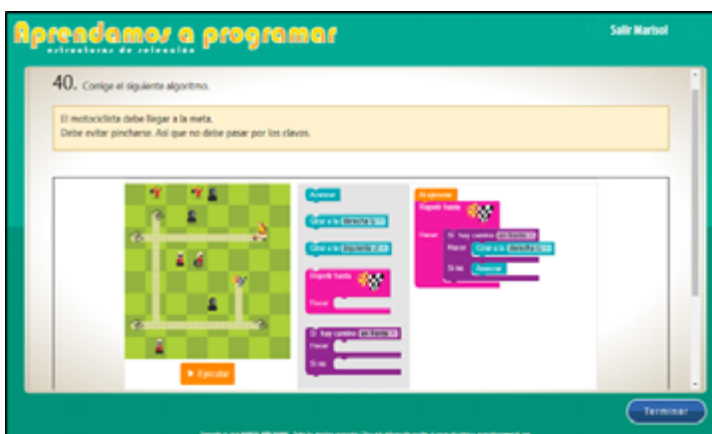 Aprendamos a programar
estructuras de selección
Salir Marisol
40. Corrige el siguiente algoritmo.
El motociclista debe llegar a la meta.
Debe evitar pincharse. Así que no debe pasar por los clavos.
Avanzar
Girar a la derecha
Girar a la izquierda
Repetir hasta
Hacer
Si hay camino en frente
Hacer
Si no
Al ejecutar
Repetir hasta
Hacer
Si hay camino en frente
Hacer Girar a la derecha
Si no Avanzar
Ejecutar
Terminar